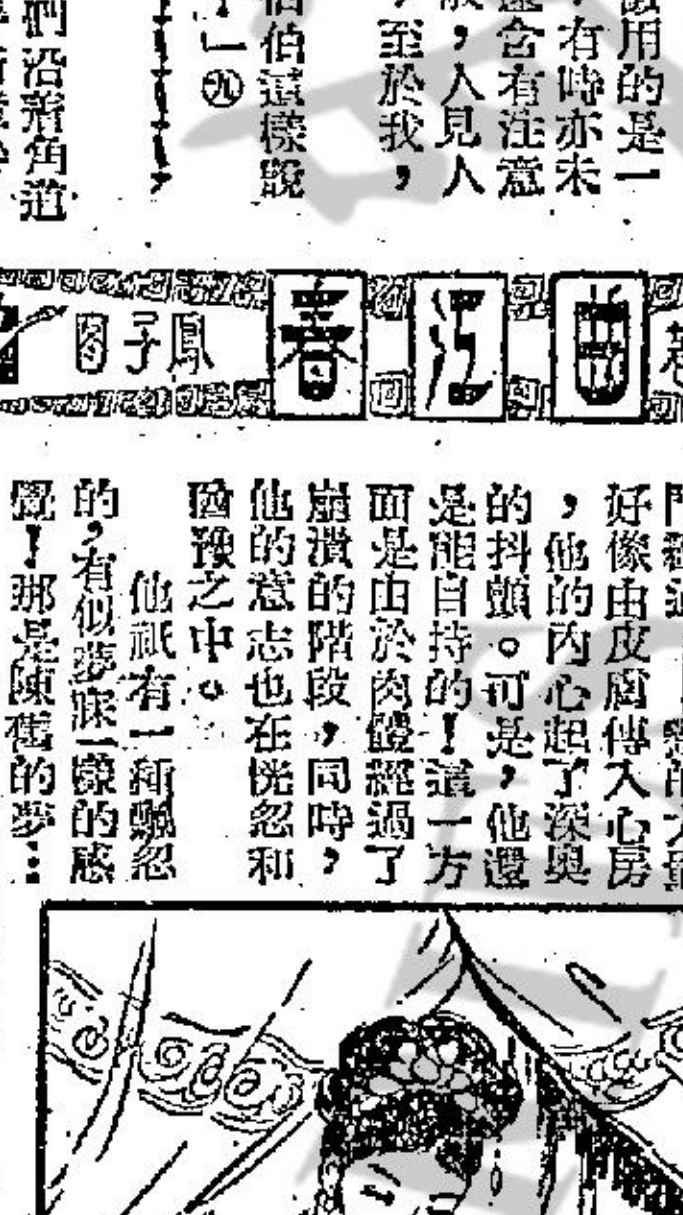 用的是一
有時亦未
含有注意
，人見人
，至於我，
伯伯這樣說
」㊈
們沿着角道
曲江春
鳳子圖
好像由皮膚傳入心房
，他的內心起了深奧
的抖顫。可是，他還
是能自持的！這一方
面是由於肉體經過了
崩潰的階段，同時，
他的意志也在恍忽和
猶豫之中。
他祇有一種飄忽
的，有似夢寐一樣的感
覺！那是陳舊的夢…